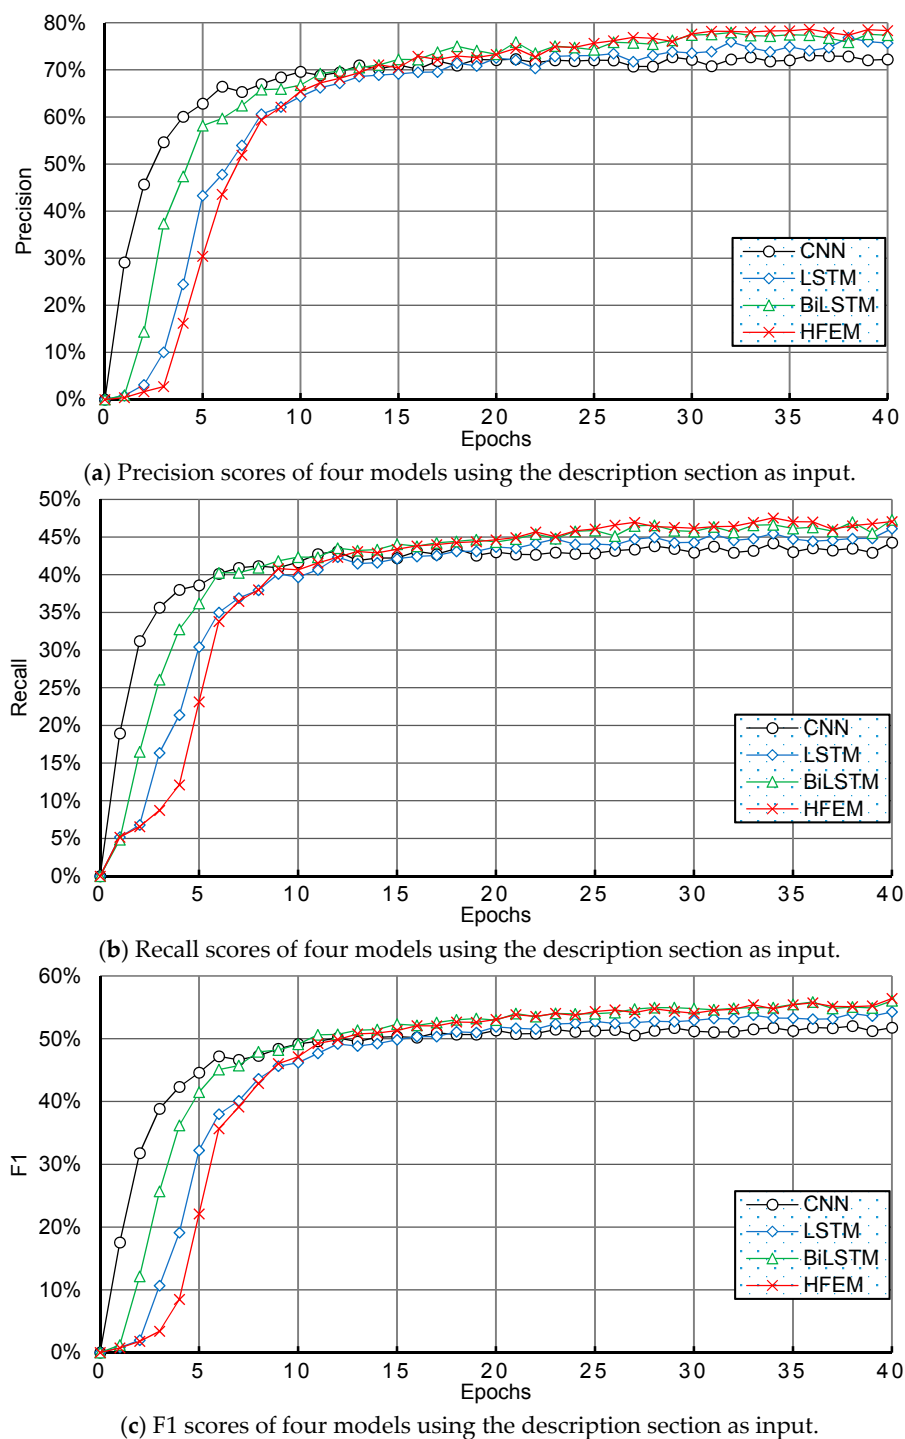 80%
70%
60%
50%
40%
30%
20%
10%
0%
Precision
CNN
LSTM
BiLSTM
HFEM
0 5 10 15 20 25 30 35 40
Epochs
(a) Precision scores of four models using the description section as input.
50%
45%
40%
35%
30%
25%
20%
15%
10%
5%
0%
Recall
CNN
LSTM
BiLSTM
HFEM
0 5 10 15 20 25 30 35 40
Epochs
(b) Recall scores of four models using the description section as input.
60%
50%
40%
30%
20%
10%
0%
F1
CNN
LSTM
BiLSTM
HFEM
0 5 10 15 20 25 30 35 40
Epochs
(c) F1 scores of four models using the description section as input.